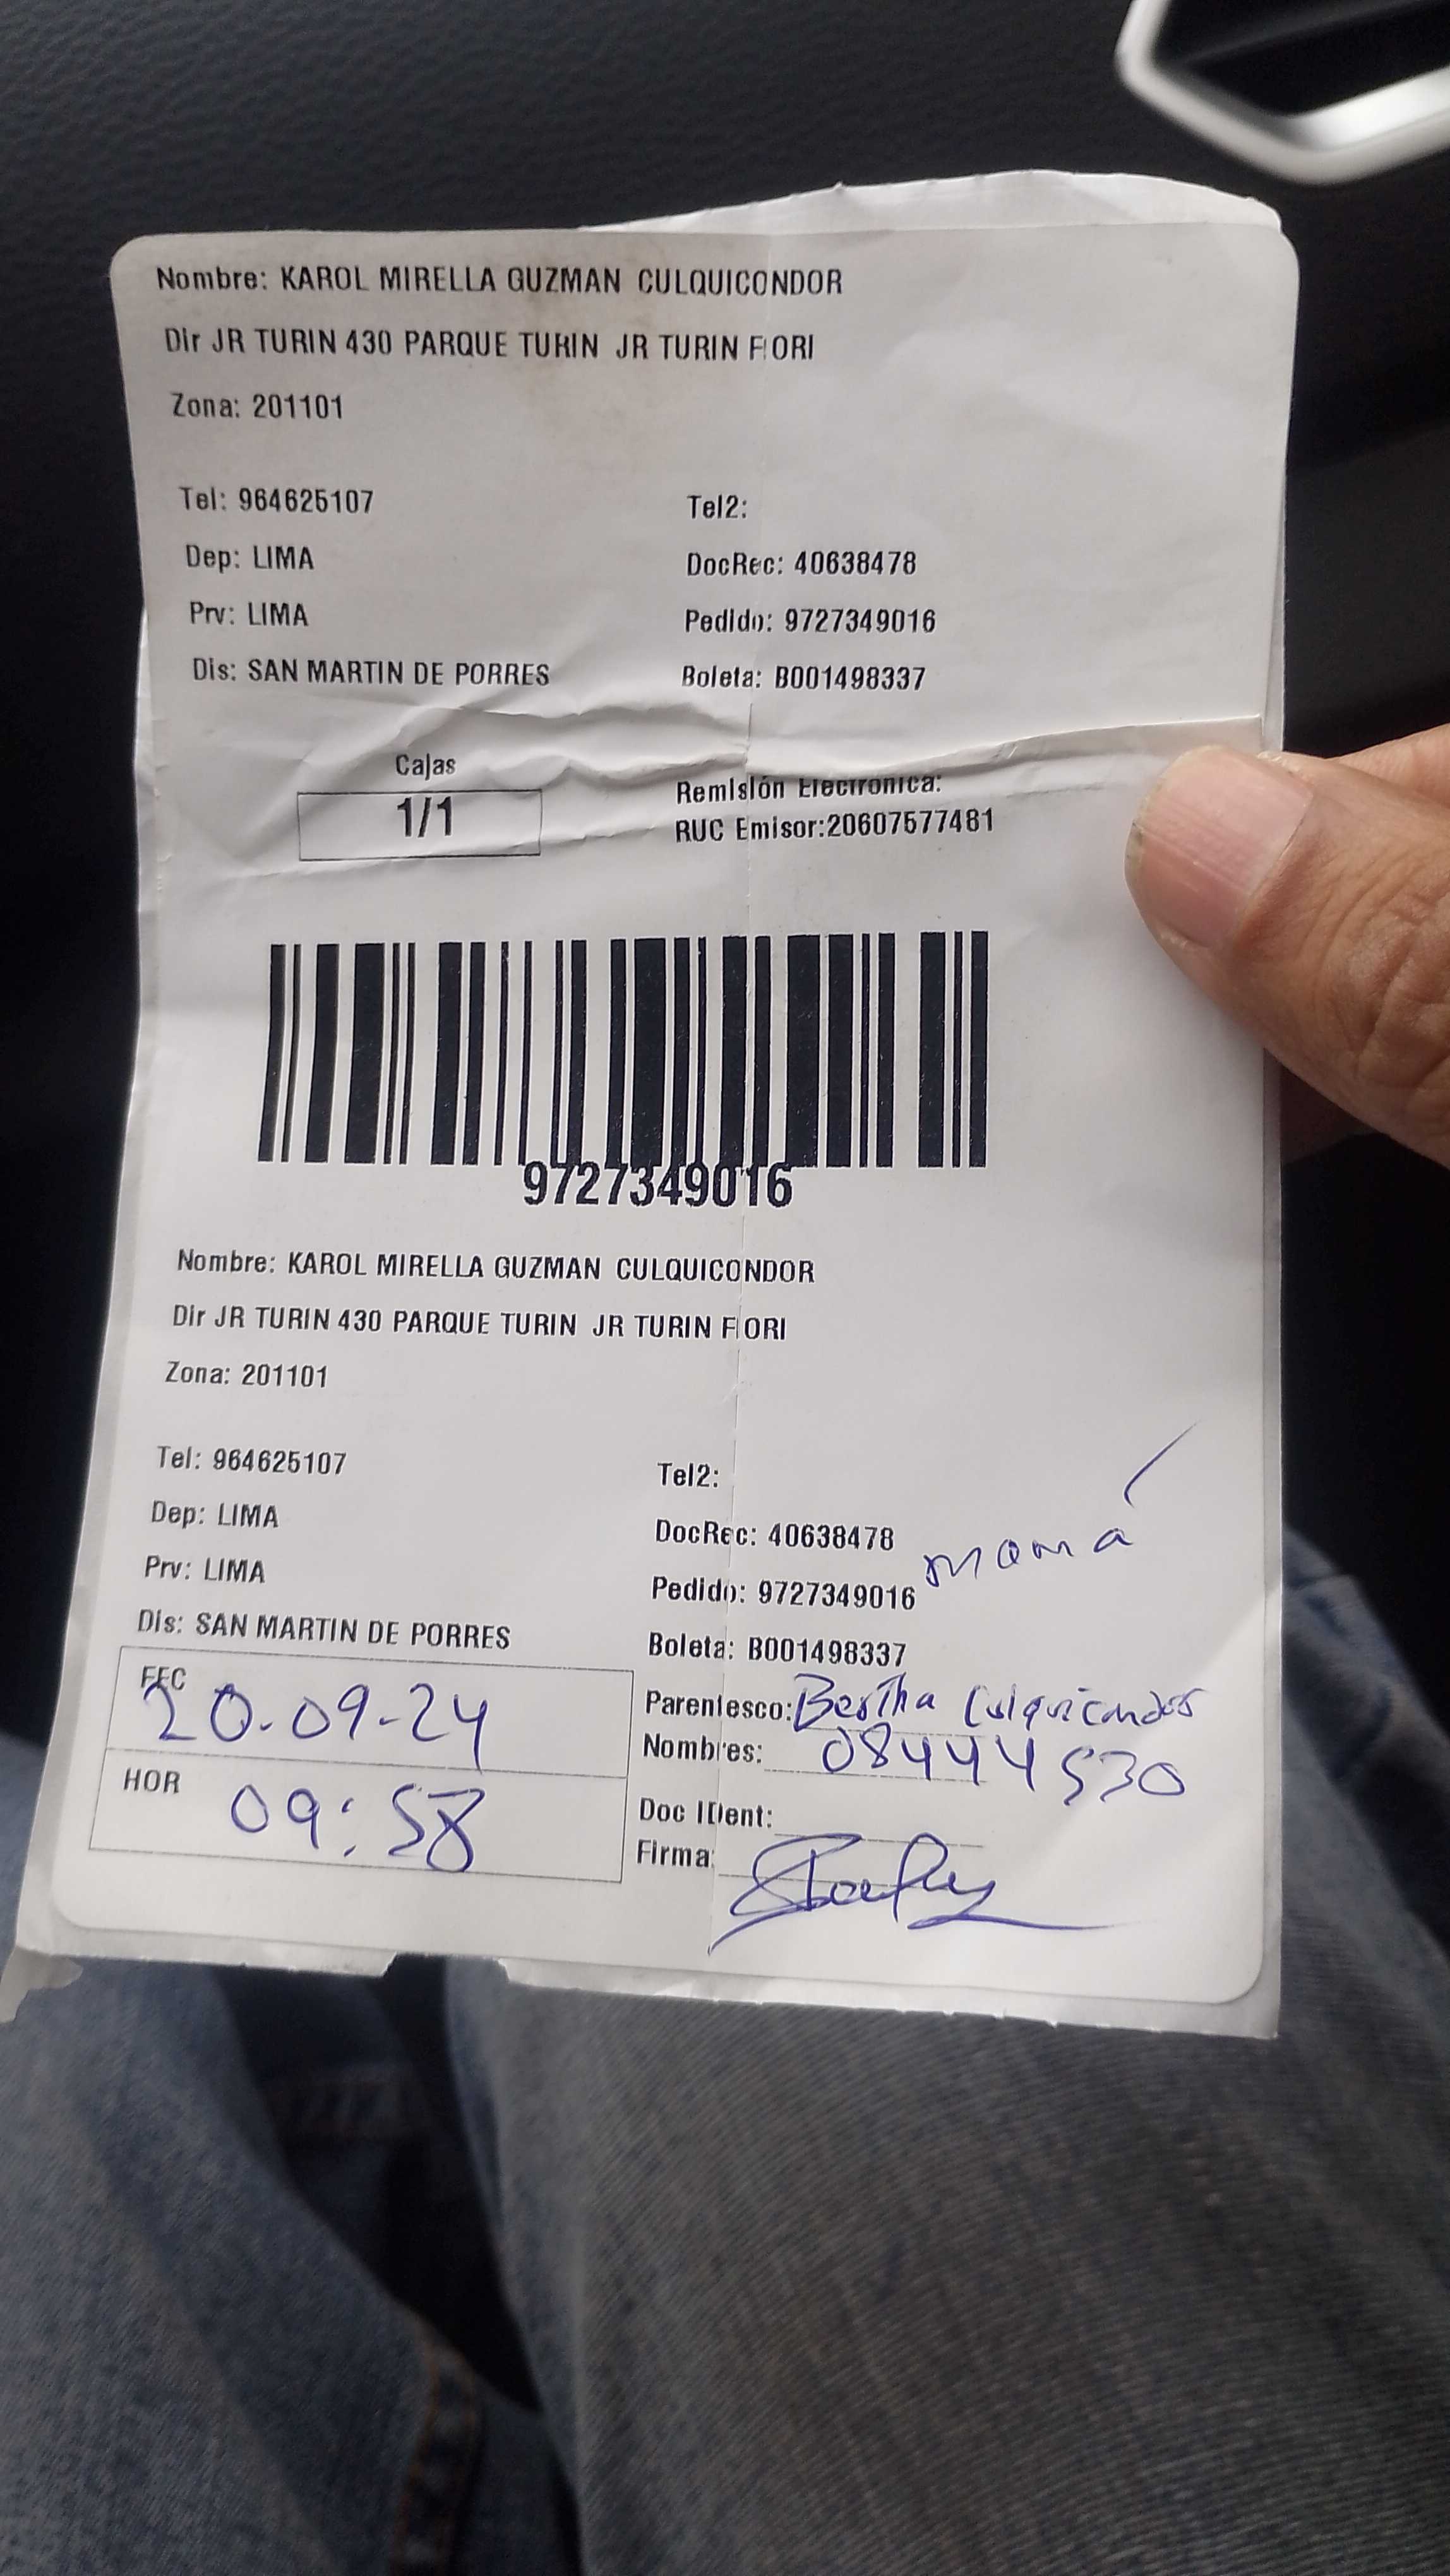 Nombre: KAROL MIRELLA GUZMAN CULQUICONDOR
Dir JR TURIN 430 PARQUE TURIN JR TURIN FIORI
Zona: 201101
Tel: 964625107 Tel2:
Dep: LIMA DocRec: 40638478
Prv: LIMA Pedido: 9727349016
Dis: SAN MARTIN DE PORRES Boleta: B001498337
Cajas
1/1
Remisión Electronica:
RUC Emisor:20607577481
9727349016
Nombre: KAROL MIRELLA GUZMAN CULQUICONDOR
Dir JR TURIN 430 PARQUE TURIN JR TURIN FIORI
Zona: 201101
Tel: 964625107 Tel2:
Dep: LIMA DocRec: 40638478
mamá
Prv: LIMA Pedido: 9727349016
Dis: SAN MARTIN DE PORRES Boleta: B001498337
FEC 20-09-24
Parentesco: Bertha Culquicondor
Nombres: 08444530
HOR 09:58
Doc IDent:
Firma: